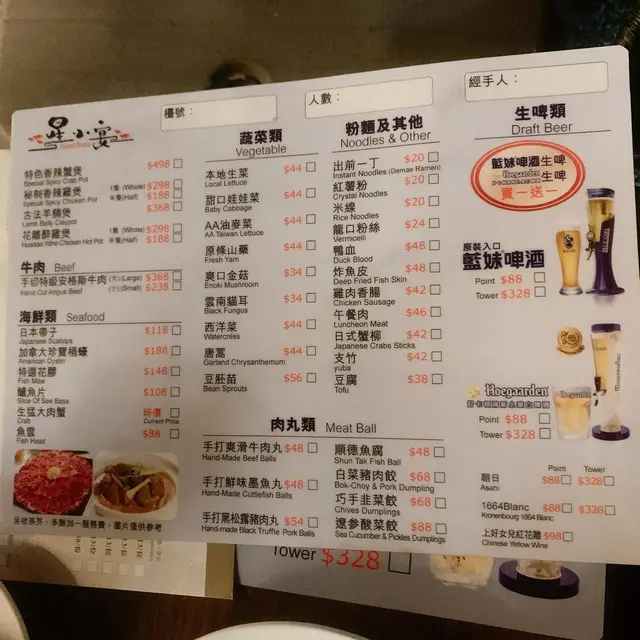 星小宴
檯號：
人數：
經手人：
特色香辣蟹煲 $498
Special Spicy Crab Pot
秘制香辣雞煲 1隻 (Whole) $298
Special Spicy Chicken Pot 半隻(Half) $188
古法羊腩煲 $368
Lamb Belly Caypot
花雕醉雞煲 1隻 (Whole) $298
Huadiao Wine Chicken Hot Pot 半隻(Half) $188
牛肉 Beef
手切特級安格斯牛肉 (大) (Large) $368
Hand-Cut Angus Beef (小) (Small) $238
海鮮類 Seafood
日本帶子 $118
Japanese Scallops
加拿大珍寶桶蠔 $188
American Oyster
特選花膠 $148
Fish Maw
鱸魚片 $108
Slice Of See Bass
生猛大肉蟹 時價
Crab Current Price
魚雲 $88
Fish Head
蔬菜類
Vegetable
本地生菜 $44
Local Lettuce
甜口娃娃菜 $44
Baby Cabbage
AA油麥菜 $44
AA Taiwan Lettuce
原條山藥 $44
Fresh Yam
爽口金菇 $34
Enoki Mushroom
雲南貓耳 $34
Black Fungus
西洋菜 $44
Watercress
唐蒿 $44
Garland Chrysanthemum
豆胚苗 $56
Bean Sprouts
粉麵及其他
Noodles & Other
出前一丁 $20
Instant Noodles (Demae Ramen)
紅薯粉 $20
Crystal Noodles
米線 $20
Rice Noodles
龍口粉絲 $24
Vermicelli
鴨血 $48
Duck Blood
炸魚皮 $48
Deep Fried Fish Skin
雞肉香腸 $42
Chicken Sausage
午餐肉 $46
Luncheon Meat
日式蟹柳 $42
Japanese Crabs Sticks
支竹 $42
yuba
豆腐 $38
Tofu
肉丸類 Meat Ball
手打爽滑牛肉丸 $48
Hand-Made Beef Balls
手打鮮味墨魚丸 $48
Hand-Made Cuttlefish Balls
手打黑松露豬肉丸 $54
Hand-made Black Truffle Pork Balls
順德魚腐 $48
Shun Tak Fish Ball
白菜豬肉餃 $68
Bok-Choy & Pork Dumpling
巧手韭菜餃 $68
Chives Dumplings
遼参酸菜餃 $88
Sea Cucumber & Pickles Dumplings
生啤類
Draft Beer
藍妹啤酒生啤
Hoegaarden 生啤
買一送一
原裝入口
藍妹啤酒
Point $88
Tower $328
Hoegaarden
Point $88
Tower $328
Point Tower
朝日 $88 $328
Asahi
1664Blanc $88 $328
Kronenbourg 1664 Blanc
上好女兒紅花雕 $98
Chinese Yellow Wine
另收茶芥、多謝加一服務費，圖片僅供參考
Tower $328